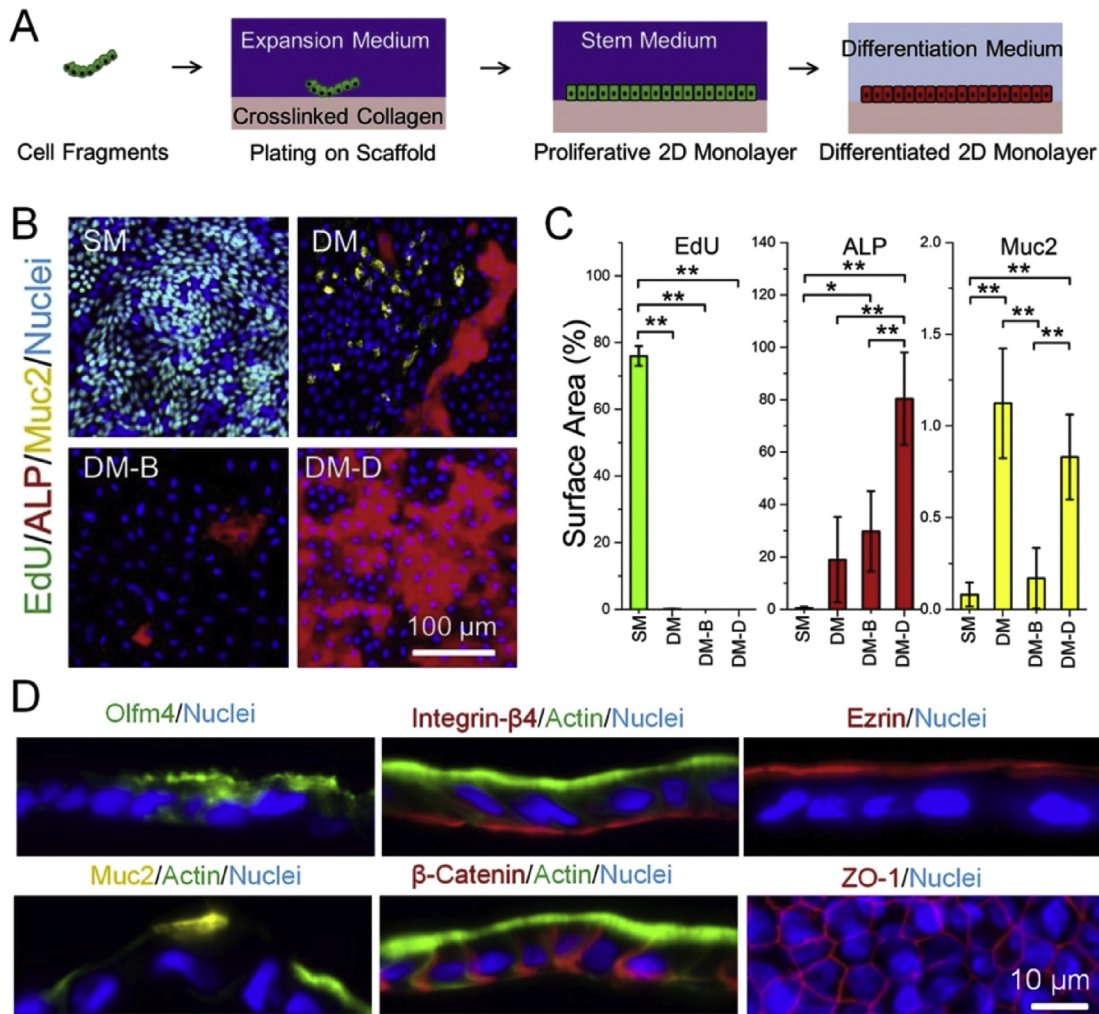 A
Expansion Medium
Stem Medium
Differentiation Medium
Crosslinked Collagen
Cell Fragments
Plating on Scaffold
Proliferative 2D Monolayer
Differentiated 2D Monolayer
B
EdU/ALP/Muc2/Nuclei
SM
DM
DM-B
DM-D
100 µm
C
Surface Area (%)
EdU
100
80
60
40
20
0
**
**
**
SM
DM
DM-B
DM-D
ALP
140
120
100
80
60
40
20
0
**
*
**
**
SM
DM
DM-B
DM-D
Muc2
2.0
1.5
1.0
0.5
0.0
**
**
**
**
SM
DM
DM-B
DM-D
D
Olfm4/Nuclei
Integrin-β4/Actin/Nuclei
Ezrin/Nuclei
Muc2/Actin/Nuclei
β-Catenin/Actin/Nuclei
ZO-1/Nuclei
10 µm